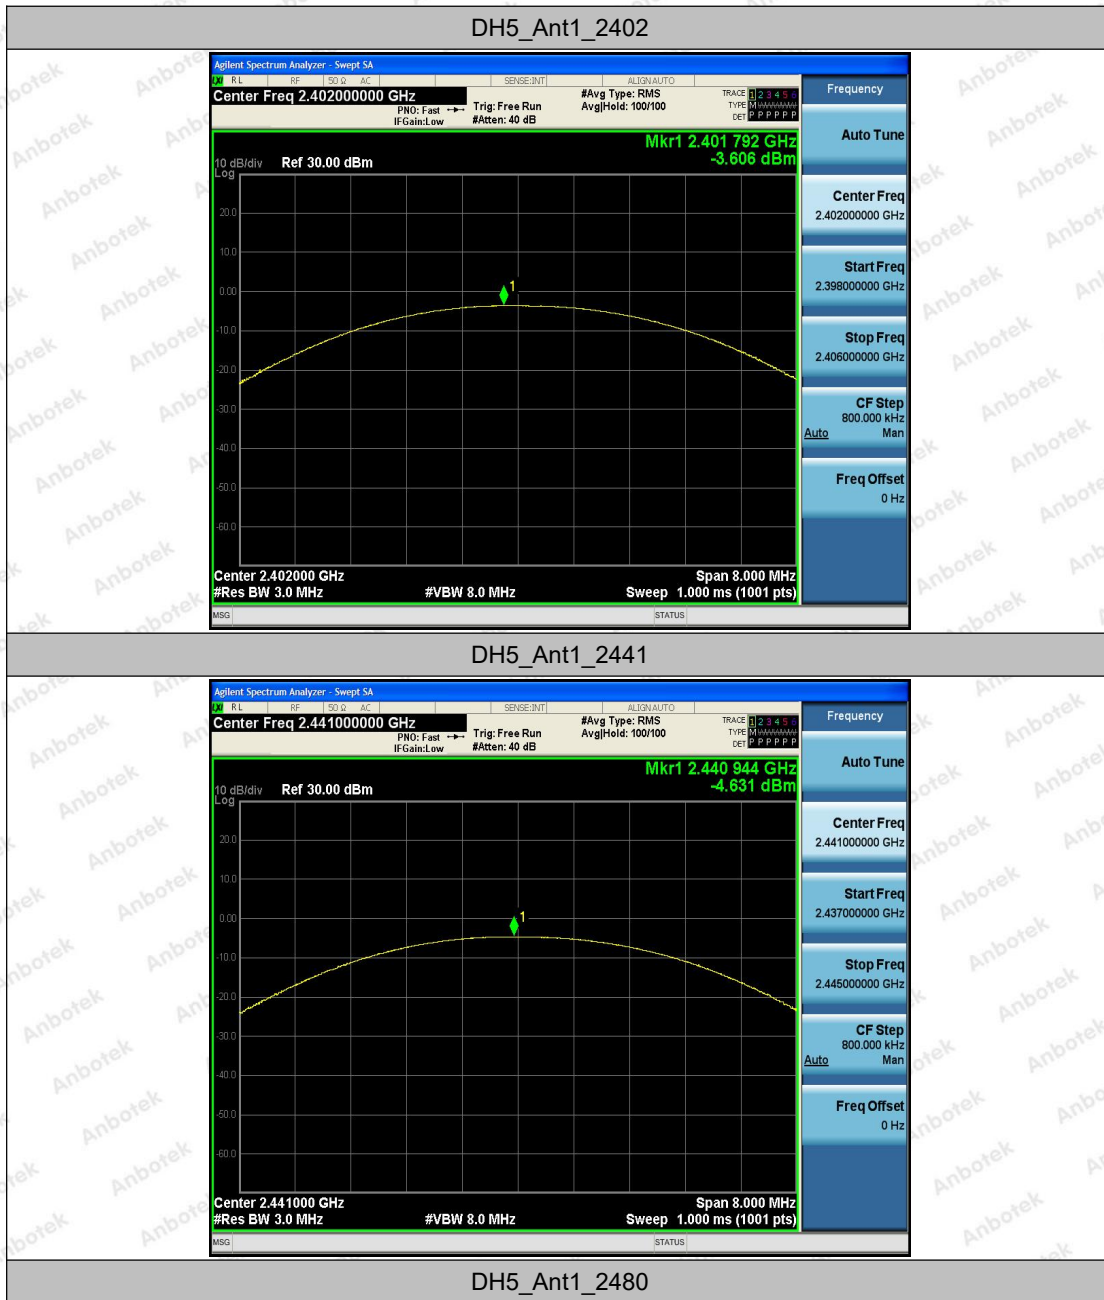 DH5_Ant1_2402
Agilent Spectrum Analyzer - Swept SA
RL RF 50 Ω AC SENSE:INT ALIGNAUTO
Center Freq 2.402000000 GHz
PNO: Fast
IFGain:Low
Trig: Free Run
#Atten: 40 dB
#Avg Type: RMS
Avg|Hold: 100/100
TRACE 1 2 3 4 5 6
TYPE M
DET P P P P P P
Mkr1 2.401 792 GHz
-3.606 dBm
10 dB/div Ref 30.00 dBm
Log
20.0
10.0
0.00
-10.0
-20.0
-30.0
-40.0
-50.0
-60.0
1
Center 2.402000 GHz Span 8.000 MHz
#Res BW 3.0 MHz #VBW 8.0 MHz Sweep 1.000 ms (1001 pts)
MSG STATUS
Frequency
Auto Tune
Center Freq
2.402000000 GHz
Start Freq
2.398000000 GHz
Stop Freq
2.406000000 GHz
CF Step
800.000 kHz
Auto Man
Freq Offset
0 Hz
DH5_Ant1_2441
Agilent Spectrum Analyzer - Swept SA
RL RF 50 Ω AC SENSE:INT ALIGNAUTO
Center Freq 2.441000000 GHz
PNO: Fast
IFGain:Low
Trig: Free Run
#Atten: 40 dB
#Avg Type: RMS
Avg|Hold: 100/100
TRACE 1 2 3 4 5 6
TYPE M
DET P P P P P P
Mkr1 2.440 944 GHz
-4.631 dBm
10 dB/div Ref 30.00 dBm
Log
20.0
10.0
0.00
-10.0
-20.0
-30.0
-40.0
-50.0
-60.0
1
Center 2.441000 GHz Span 8.000 MHz
#Res BW 3.0 MHz #VBW 8.0 MHz Sweep 1.000 ms (1001 pts)
MSG STATUS
Frequency
Auto Tune
Center Freq
2.441000000 GHz
Start Freq
2.437000000 GHz
Stop Freq
2.445000000 GHz
CF Step
800.000 kHz
Auto Man
Freq Offset
0 Hz
DH5_Ant1_2480